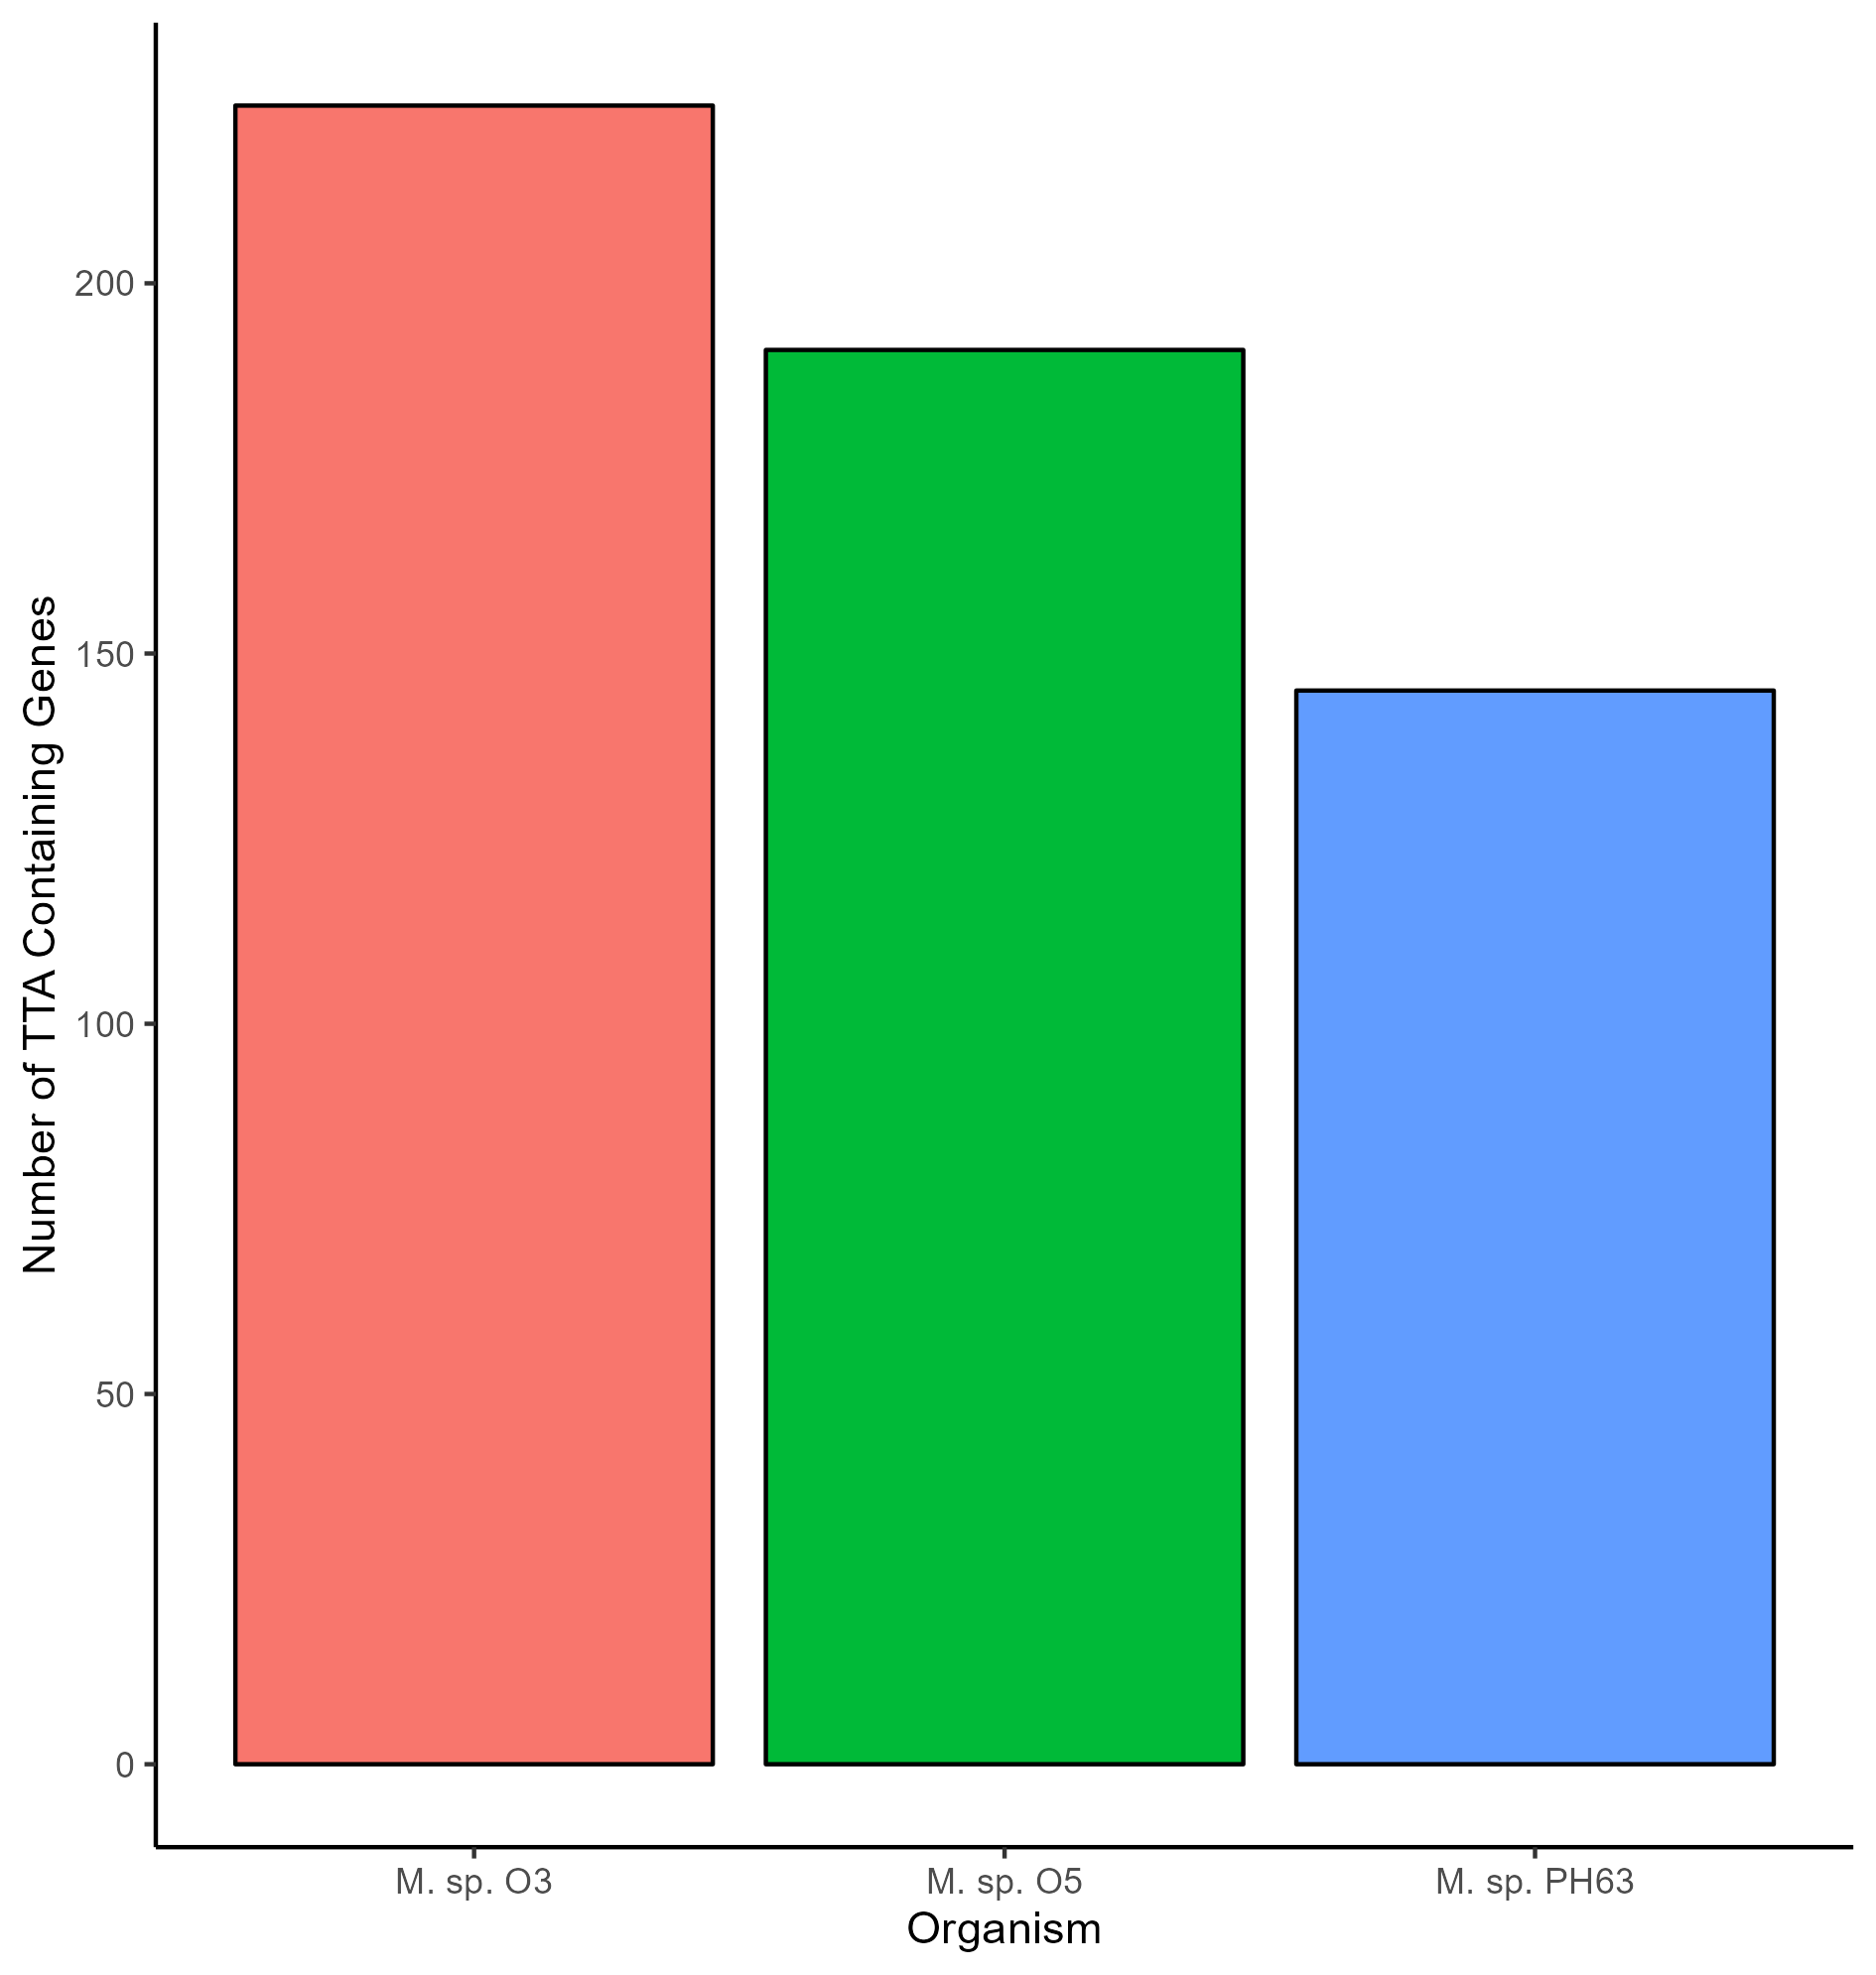 Number of TTA Containing Genes
200
150
100
50
0
M. sp. O3
M. sp. O5
M. sp. PH63
Organism